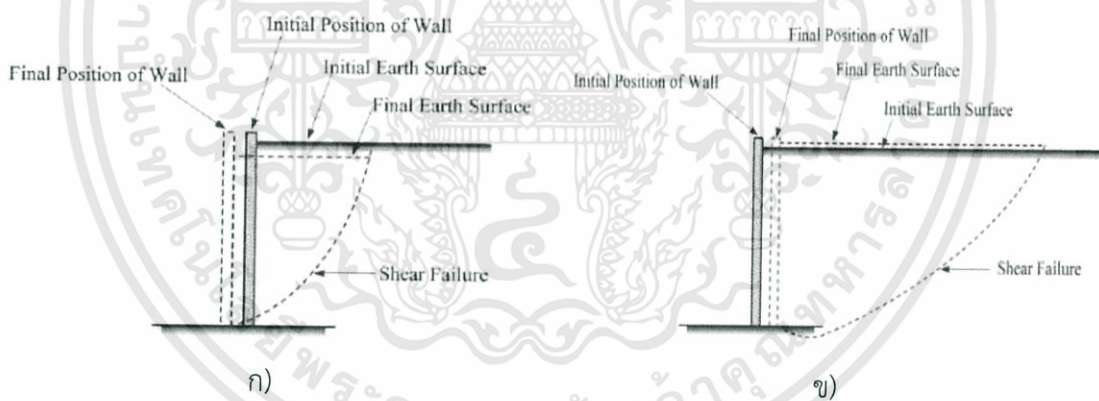 Initial Position of Wall
Final Position of Wall
Initial Earth Surface
Final Earth Surface
Shear Failure
ก)
Final Position of Wall
Final Earth Surface
Initial Position of Wall
Initial Earth Surface
Shear Failure
ข)